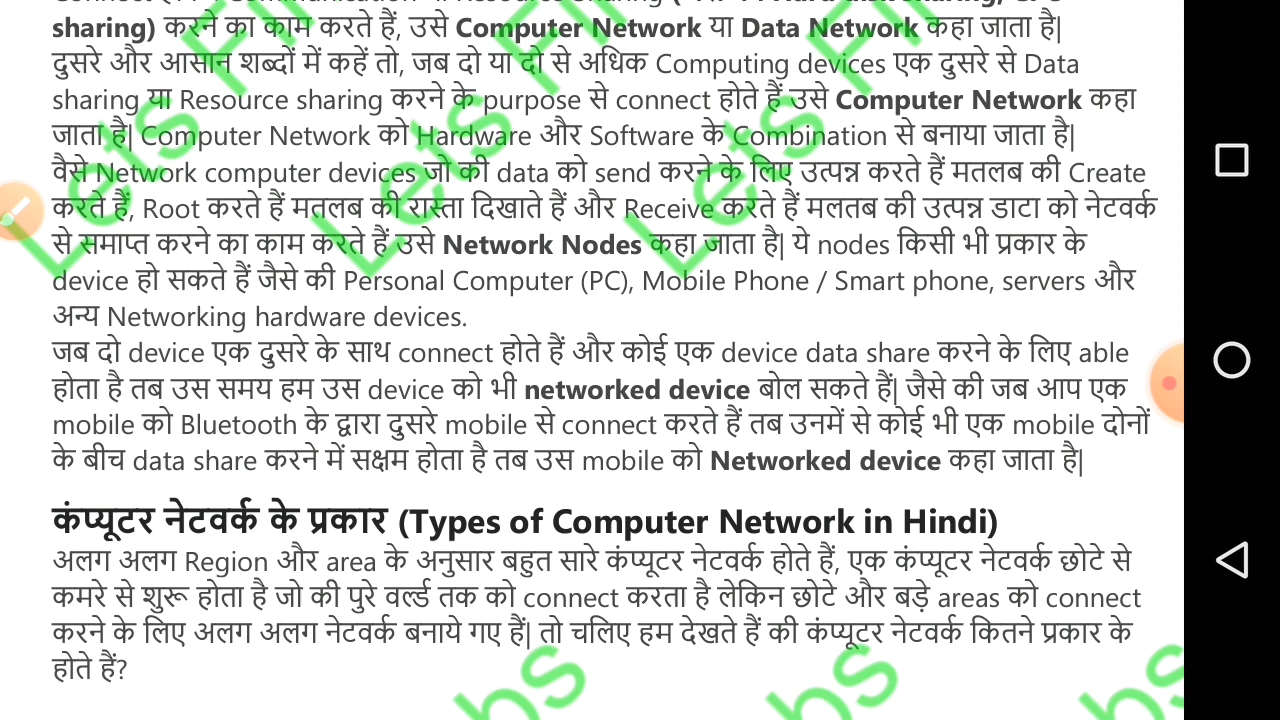 sharing) करने का काम करते हैं, उसे Computer Network या Data Network कहा जाता है|
दुसरे और आसान शब्दों में कहें तो, जब दो या दो से अधिक Computing devices एक दुसरे से Data
sharing या Resource sharing करने के purpose से connect होते हैं उसे Computer Network कहा
जाता है| Computer Network को Hardware और Software के Combination से बनाया जाता है|
वैसे Network computer devices जो की data को send करने के लिए उत्पन्न करते हैं मतलब की Create
करते हैं, Root करते हैं मतलब की रास्ता दिखाते हैं और Receive करते हैं मलतब की उत्पन्न डाटा को नेटवर्क
से समाप्त करने का काम करते हैं उसे Network Nodes कहा जाता है| ये nodes किसी भी प्रकार के
device हो सकते हैं जैसे की Personal Computer (PC), Mobile Phone / Smart phone, servers और
अन्य Networking hardware devices.
जब दो device एक दुसरे के साथ connect होते हैं और कोई एक device data share करने के लिए able
होता है तब उस समय हम उस device को भी networked device बोल सकते हैं| जैसे की जब आप एक
mobile को Bluetooth के द्वारा दुसरे mobile से connect करते हैं तब उनमें से कोई भी एक mobile दोनों
के बीच data share करने में सक्षम होता है तब उस mobile को Networked device कहा जाता है|
कंप्यूटर नेटवर्क के प्रकार (Types of Computer Network in Hindi)
अलग अलग Region और area के अनुसार बहुत सारे कंप्यूटर नेटवर्क होते हैं, एक कंप्यूटर नेटवर्क छोटे से
कमरे से शुरू होता है जो की पुरे वर्ल्ड तक को connect करता है लेकिन छोटे और बड़े areas को connect
करने के लिए अलग अलग नेटवर्क बनाये गए हैं| तो चलिए हम देखते हैं की कंप्यूटर नेटवर्क कितने प्रकार के
होते हैं?
Lets
Lets
Lets